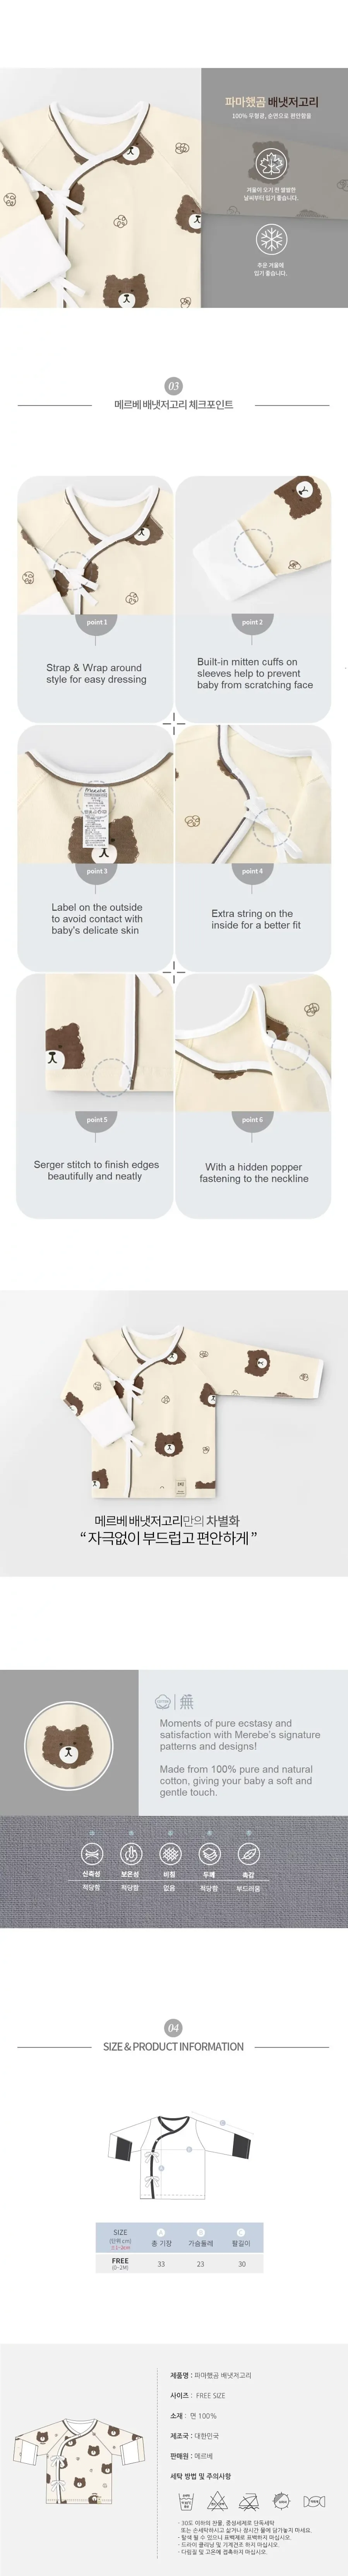 파마했곰 배냇저고리
100% 무형광, 순면으로 편안함을
겨울이 오기 전 쌀쌀한
날씨부터 입기 좋습니다.
추운 겨울에
입기 좋습니다.
03
메르베 배냇저고리 체크포인트
point 1
Strap & Wrap around
style for easy dressing
point 2
Built-in mitten cuffs on
sleeves help to prevent
baby from scratching face
Merebe
point 3
Label on the outside
to avoid contact with
baby's delicate skin
point 4
Extra string on the
inside for a better fit
point 5
Serger stitch to finish edges
beautifully and neatly
point 6
With a hidden popper
fastening to the neckline
메르베 배냇저고리만의 차별화
“ 자극없이 부드럽고 편안하게 ”
無
Moments of pure ecstasy and
satisfaction with Merebe's signature
patterns and designs!
Made from 100% pure and natural
cotton, giving your baby a soft and
gentle touch.
신축성 보온성 비침 두께 촉감
적당함 적당함 없음 적당함 부드러움
04
SIZE & PRODUCT INFORMATION
SIZE A B C
(단위:cm) 총 기장 가슴둘레 팔길이
±1~3cm
FREE 33 23 30
(0~2M)
제품명 : 파마했곰 배냇저고리
사이즈 : FREE SIZE
소재 : 면 100%
제조국 : 대한민국
판매원 : 메르베
세탁 방법 및 주의사항
- 30도 이하의 찬물, 중성세제로 단독세탁
또는 손세탁하시고 삶거나 장시간 물에 담가놓지 마세요.
- 탈색 될 수 있으니 표백제로 표백하지 마십시오.
- 드라이 클리닝 및 기계건조 하지 마십시오.
- 다림질 및 고온에 접촉하지 마십시오.